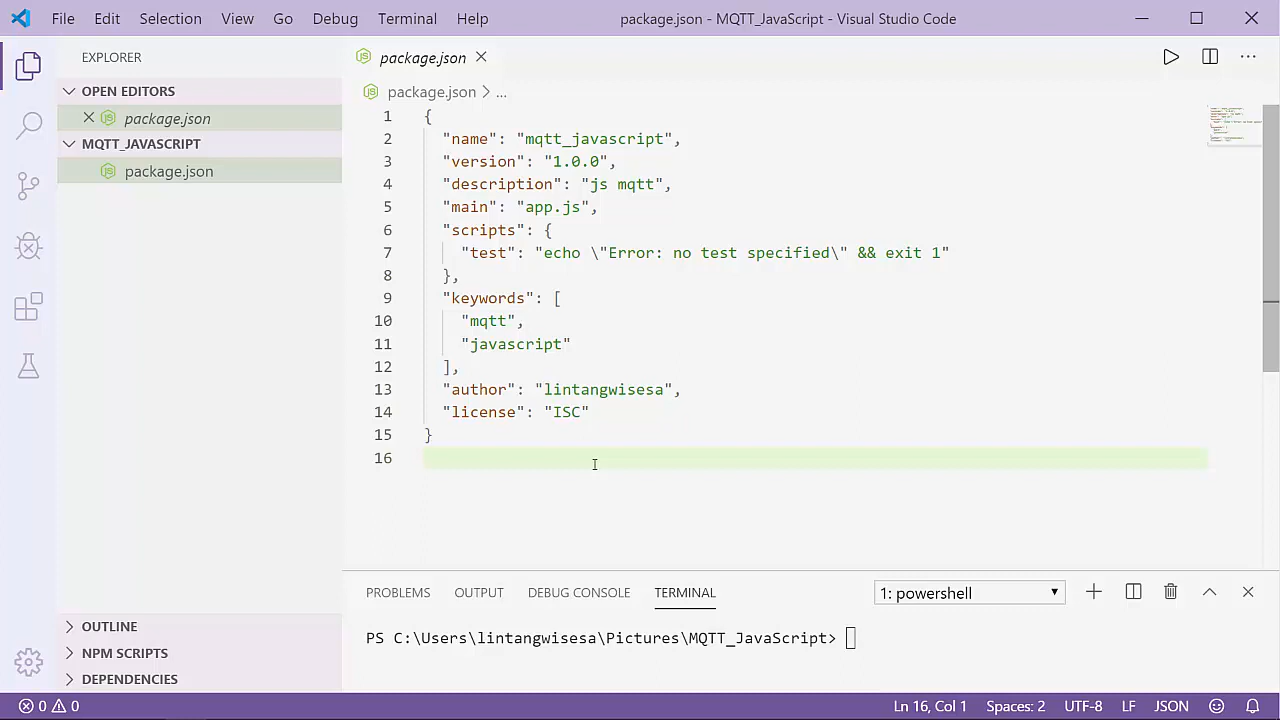 File Edit Selection View Go Debug Terminal Help package.json - MQTT_JavaScript - Visual Studio Code
EXPLORER
OPEN EDITORS
package.json
MQTT_JAVASCRIPT
package.json
OUTLINE
NPM SCRIPTS
DEPENDENCIES
package.json
package.json > ...
1 {
2 "name": "mqtt_javascript",
3 "version": "1.0.0",
4 "description": "js mqtt",
5 "main": "app.js",
6 "scripts": {
7 "test": "echo \"Error: no test specified\" && exit 1"
8 },
9 "keywords": [
10 "mqtt",
11 "javascript"
12 ],
13 "author": "lintangwisesa",
14 "license": "ISC"
15 }
16
PROBLEMS OUTPUT DEBUG CONSOLE TERMINAL 1: powershell
PS C:\Users\lintangwisesa\Pictures\MQTT_JavaScript>
0 0 Ln 16, Col 1 Spaces: 2 UTF-8 LF JSON